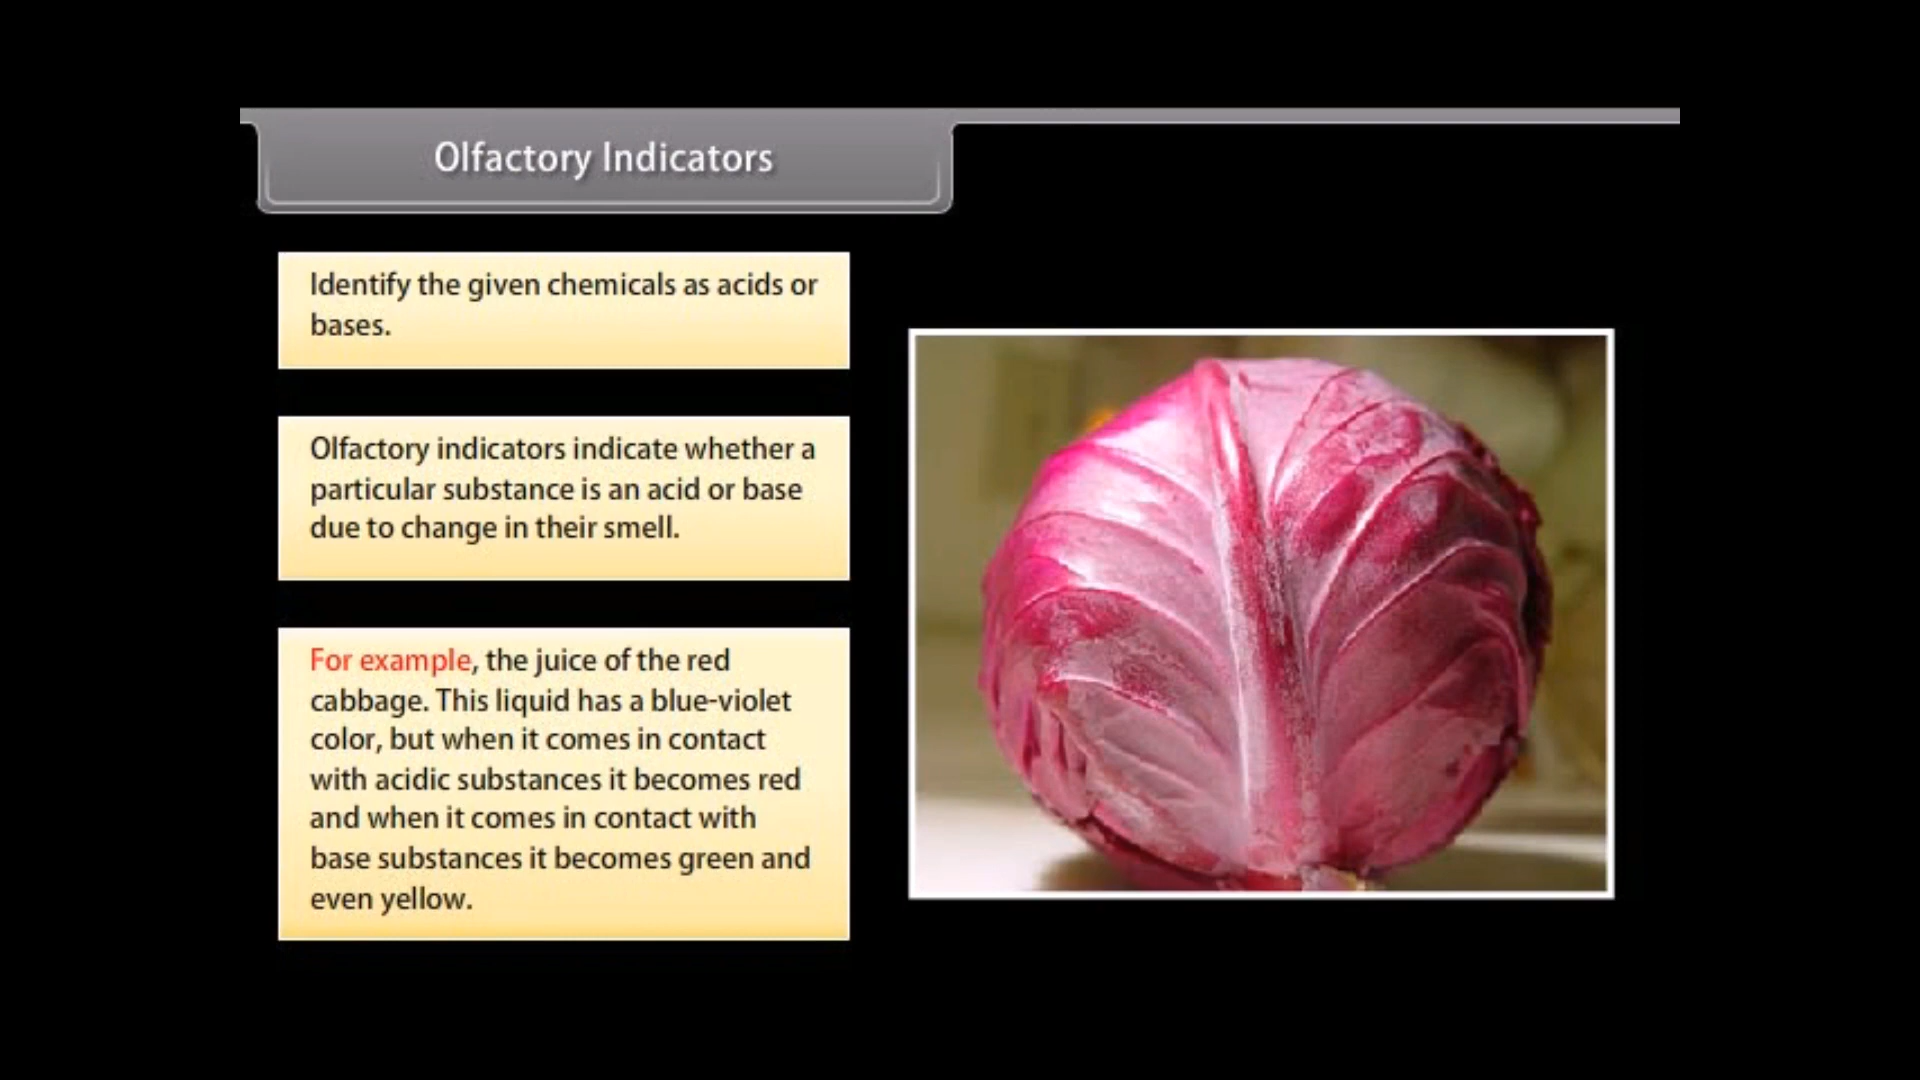 Olfactory Indicators
Identify the given chemicals as acids or
bases.
Olfactory indicators indicate whether a
particular substance is an acid or base
due to change in their smell.
For example, the juice of the red
cabbage. This liquid has a blue-violet
color, but when it comes in contact
with acidic substances it becomes red
and when it comes in contact with
base substances it becomes green and
even yellow.